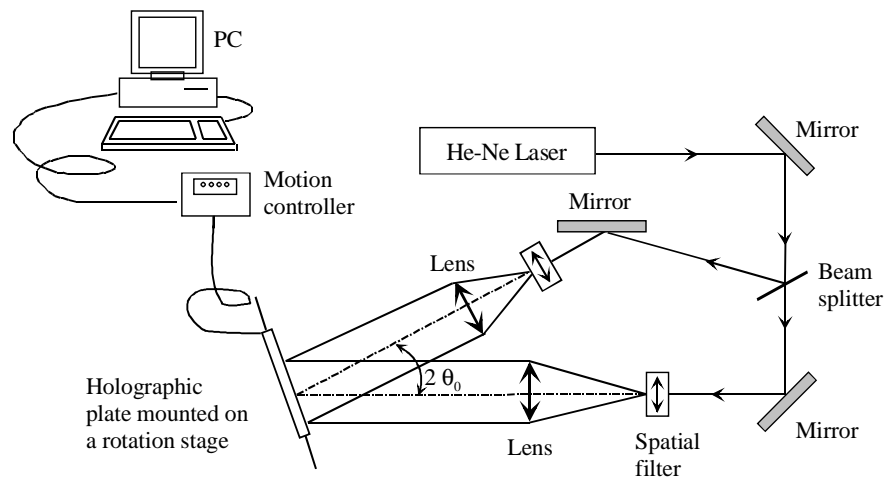 PC
Mirror
He-Ne Laser
Motion
controller
Mirror
Lens
Beam
splitter
2 θ₀
Holographic
plate mounted on
a rotation stage
Lens
Spatial
filter
Mirror